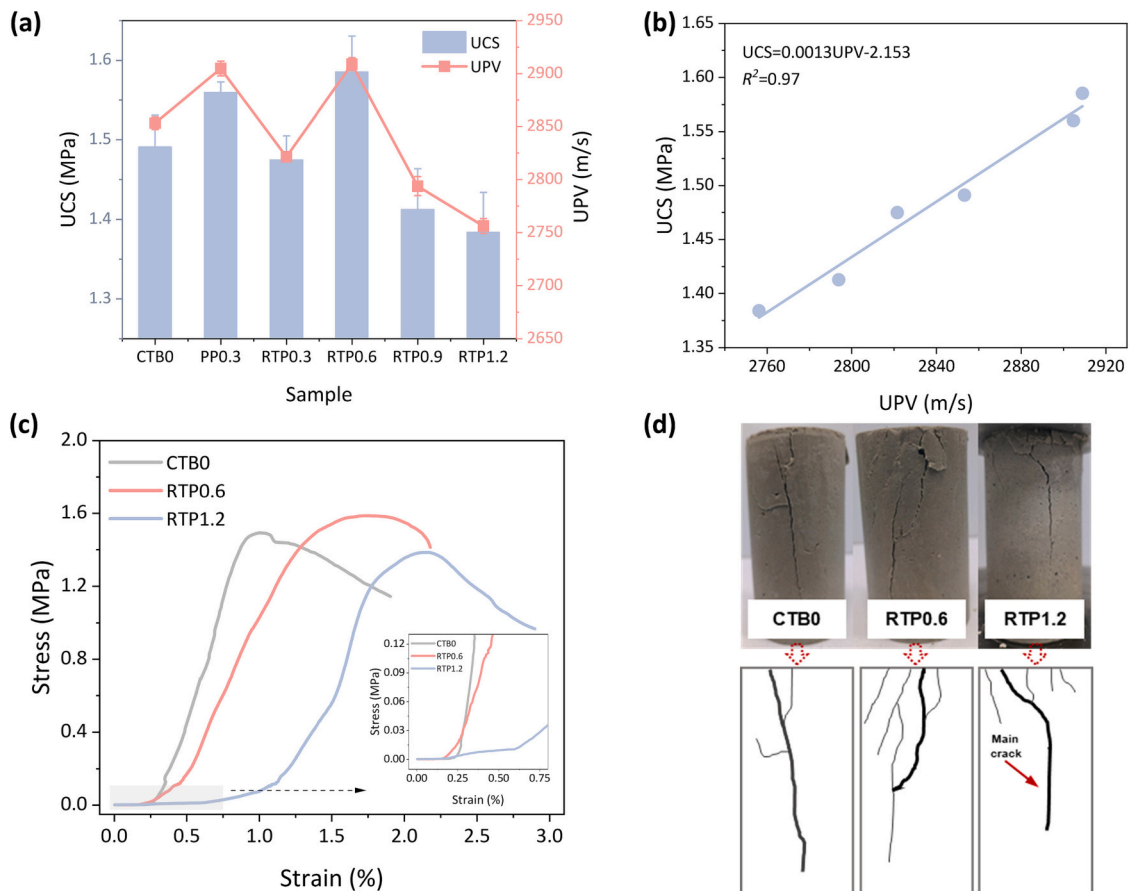 (a)
UCS
UPV
1.6
1.5
1.4
1.3
UCS (MPa)
2950
2900
2850
2800
2750
2700
2650
UPV (m/s)
CTB0 PP0.3 RTP0.3 RTP0.6 RTP0.9 RTP1.2
Sample
(b)
UCS=0.0013UPV-2.153
R²=0.97
1.65
1.60
1.55
1.50
1.45
1.40
1.35
UCS (MPa)
2760 2800 2840 2880 2920
UPV (m/s)
(c)
CTB0
RTP0.6
RTP1.2
2.0
1.6
1.2
0.8
0.4
0.0
Stress (MPa)
0.0 0.5 1.0 1.5 2.0 2.5 3.0
Strain (%)
CTB0
RTP0.6
RTP1.2
0.12
0.09
0.06
0.03
0.00
Stress (MPa)
0.00 0.25 0.50 0.75
Strain (%)
(d)
CTB0 RTP0.6 RTP1.2
Main
crack